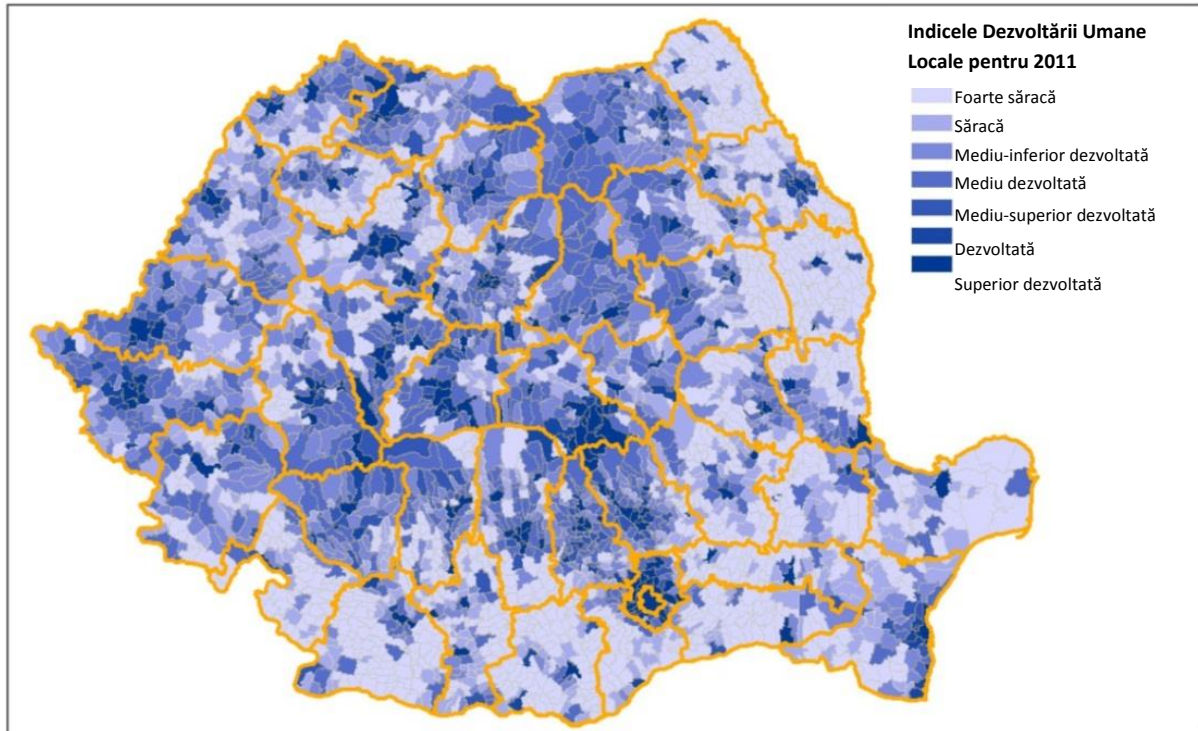 Indicele Dezvoltării Umane
Locale pentru 2011
Foarte săracă
Săracă
Mediu-inferior dezvoltată
Mediu dezvoltată
Mediu-superior dezvoltată
Dezvoltată
Superior dezvoltată